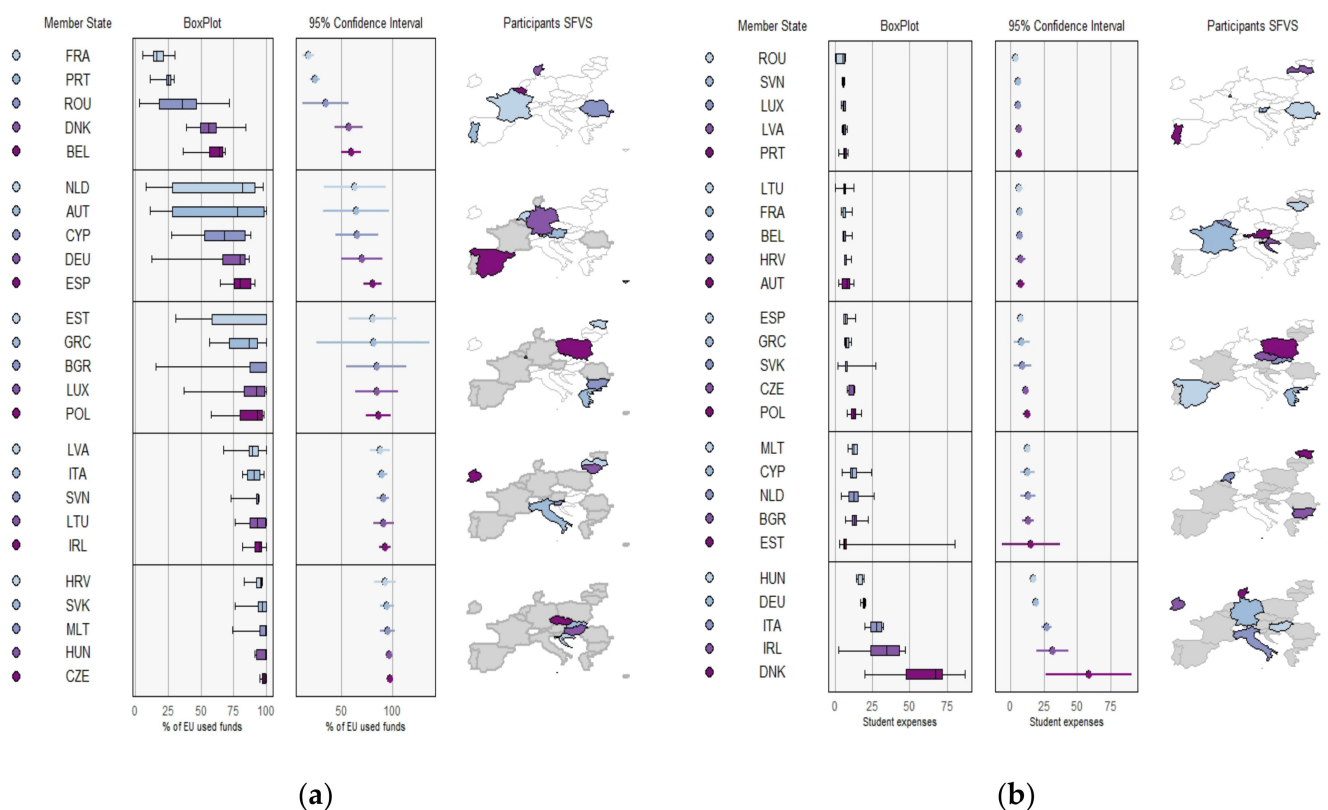 Member State BoxPlot 95% Confidence Interval Participants SFVS
FRA
PRT
ROU
DNK
BEL
NLD
AUT
CYP
DEU
ESP
EST
GRC
BGR
LUX
POL
LVA
ITA
SVN
LTU
IRL
HRV
SVK
MLT
HUN
CZE
0 25 50 75 100 0 50 100
% of EU used funds % of EU used funds
(a)
Member State BoxPlot 95% Confidence Interval Participants SFVS
ROU
SVN
LUX
LVA
PRT
LTU
FRA
BEL
HRV
AUT
ESP
GRC
SVK
CZE
POL
MLT
CYP
NLD
BGR
EST
HUN
DEU
ITA
IRL
DNK
0 25 50 75 0 25 50 75
Student expenses Student expenses
(b)